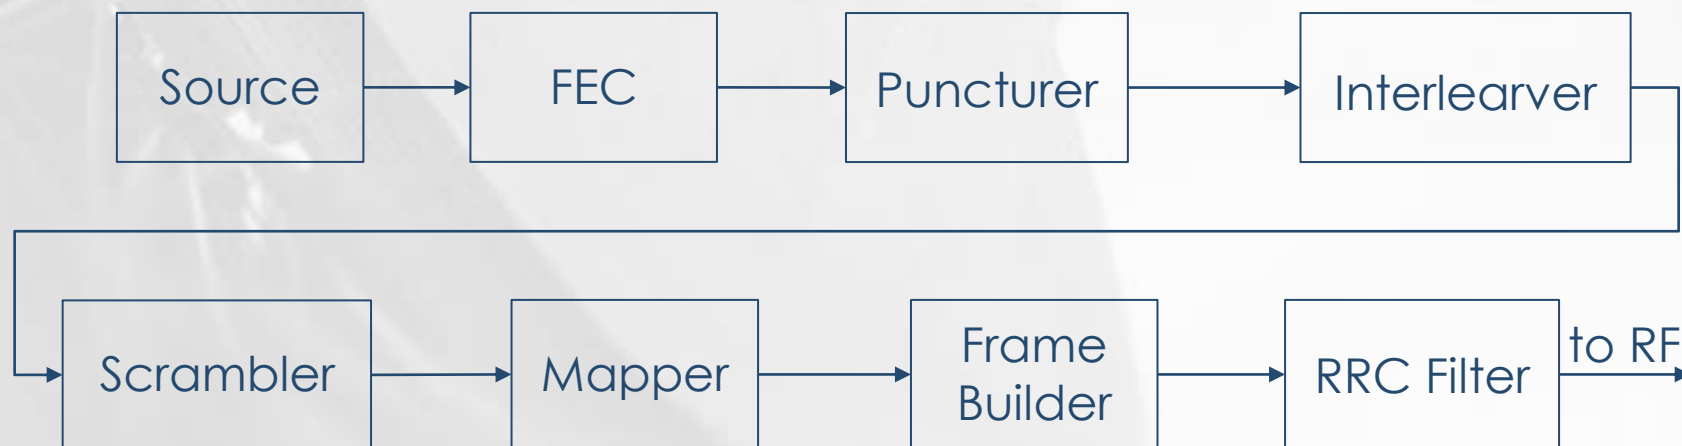 Source
FEC
Puncturer
Interlearver
Scrambler
Mapper
Frame
Builder
RRC Filter
to RF